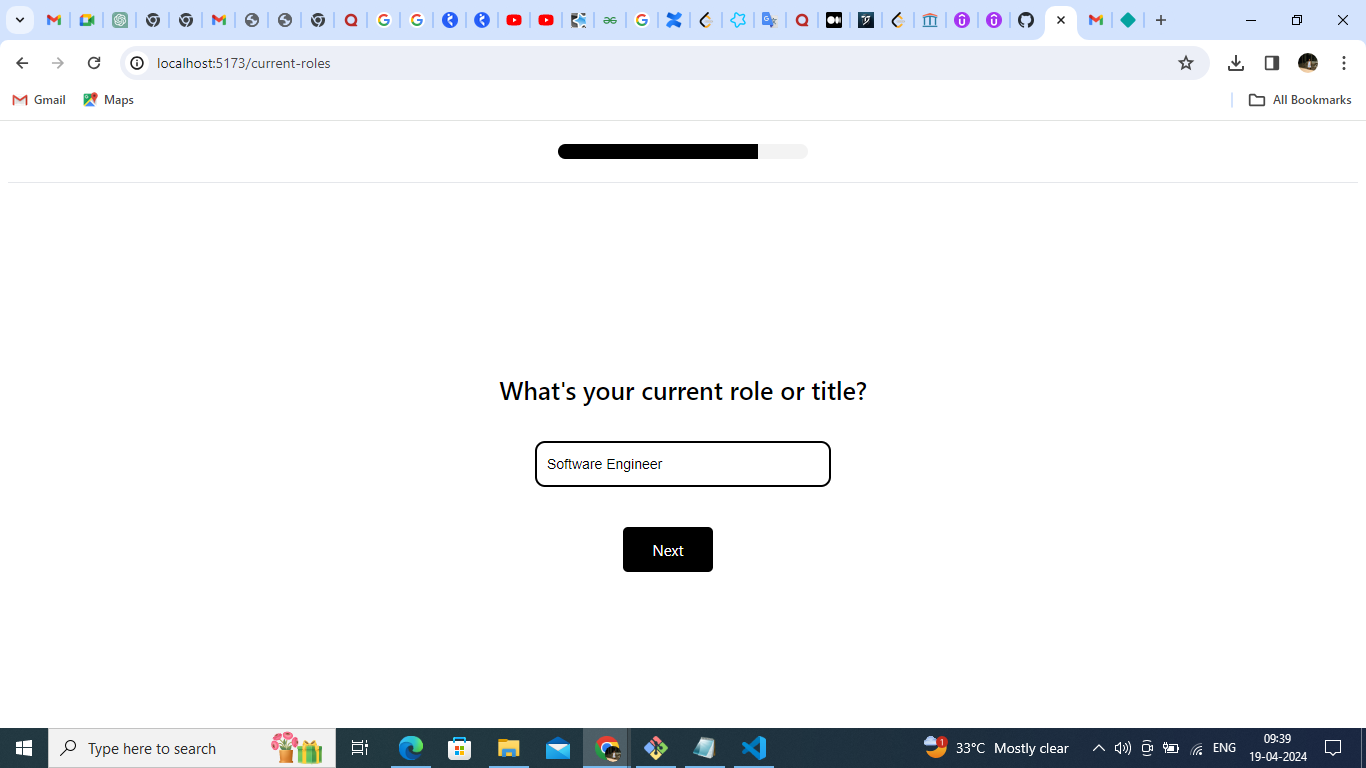 localhost:5173/current-roles
Gmail
Maps
All Bookmarks
What's your current role or title?
Software Engineer
Next
Type here to search
1
33°C Mostly clear
ENG
09:39
19-04-2024